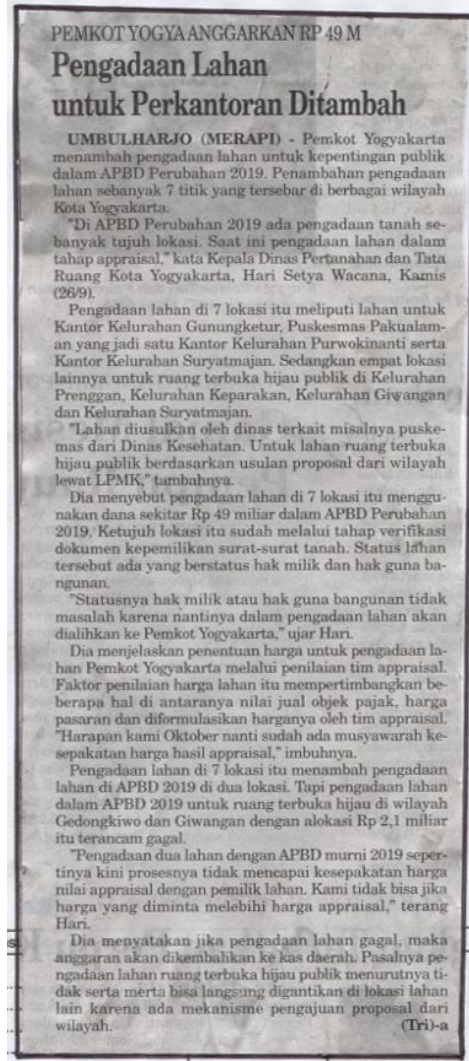 PEMKOT YOGYA ANGGARKAN RP 49 M
Pengadaan Lahan
untuk Perkantoran Ditambah
UMBULHARJO (MERAPI) - Pemkot Yogyakarta
menambah pengadaan lahan untuk kepentingan publik
dalam APBD Perubahan 2019. Penambahan pengadaan
lahan sebanyak 7 titik yang tersebar di berbagai wilayah
Kota Yogyakarta.
"Di APBD Perubahan 2019 ada pengadaan tanah se-
banyak tujuh lokasi. Saat ini pengadaan lahan dalam
tahap appraisal," kata Kepala Dinas Pertanahan dan Tata
Ruang Kota Yogyakarta, Hari Setya Wacana, Kamis
(26/9).
Pengadaan lahan di 7 lokasi itu meliputi lahan untuk
Kantor Kelurahan Gunungketur, Puskesmas Pakualam-
an yang jadi satu Kantor Kelurahan Purwokinanti serta
Kantor Kelurahan Suryatmajan. Sedangkan empat lokasi
lainnya untuk ruang terbuka hijau publik di Kelurahan
Prenggan, Kelurahan Keparakan, Kelurahan Giwangan
dan Kelurahan Suryatmajan.
"Lahan diusulkan oleh dinas terkait misalnya puske-
mas dari Dinas Kesehatan. Untuk lahan ruang terbuka
hijau publik berdasarkan usulan proposal dari wilayah
lewat LPMK," tambahnya.
Dia menyebut pengadaan lahan di 7 lokasi itu menggu-
nakan dana sekitar Rp 49 miliar dalam APBD Perubahan
2019. Ketujuh lokasi itu sudah melalui tahap verifikasi
dokumen kepemilikan surat-surat tanah. Status lahan
tersebut ada yang berstatus hak milik dan hak guna ba-
ngunan.
"Statusnya hak milik atau hak guna bangunan tidak
masalah karena nantinya dalam pengadaan lahan akan
dialihkan ke Pemkot Yogyakarta," ujar Hari.
Dia menjelaskan penentuan harga untuk pengadaan la-
han Pemkot Yogyakarta melalui penilaian tim appraisal.
Faktor penilaian harga lahan itu mempertimbangkan be-
berapa hal di antaranya nilai jual objek pajak, harga
pasaran dan diformulasikan harganya oleh tim appraisal.
"Harapan kami Oktober nanti sudah ada musyawarah ke-
sepakatan harga hasil appraisal," imbuhnya.
Pengadaan lahan di 7 lokasi itu menambah pengadaan
lahan di APBD 2019 di dua lokasi. Tapi pengadaan lahan
dalam APBD 2019 untuk ruang terbuka hijau di wilayah
Gedongkiwo dan Giwangan dengan alokasi Rp 2,1 miliar
itu terancam gagal.
"Pengadaan dua lahan dengan APBD murni 2019 seper-
tinya kini prosesnya tidak mencapai kesepakatan harga
nilai appraisal dengan pemilik lahan. Kami tidak bisa jika
harga yang diminta melebihi harga appraisal," terang
Hari.
Dia menyatakan jika pengadaan lahan gagal, maka
anggaran akan dikembalikan ke kas daerah. Pasalnya pe-
ngadaan lahan ruang terbuka hijau publik menurutnya ti-
dak serta merta bisa langsung digantikan di lokasi lahan
lain karena ada mekanisme pengajuan proposal dari
wilayah. (Tri)-a